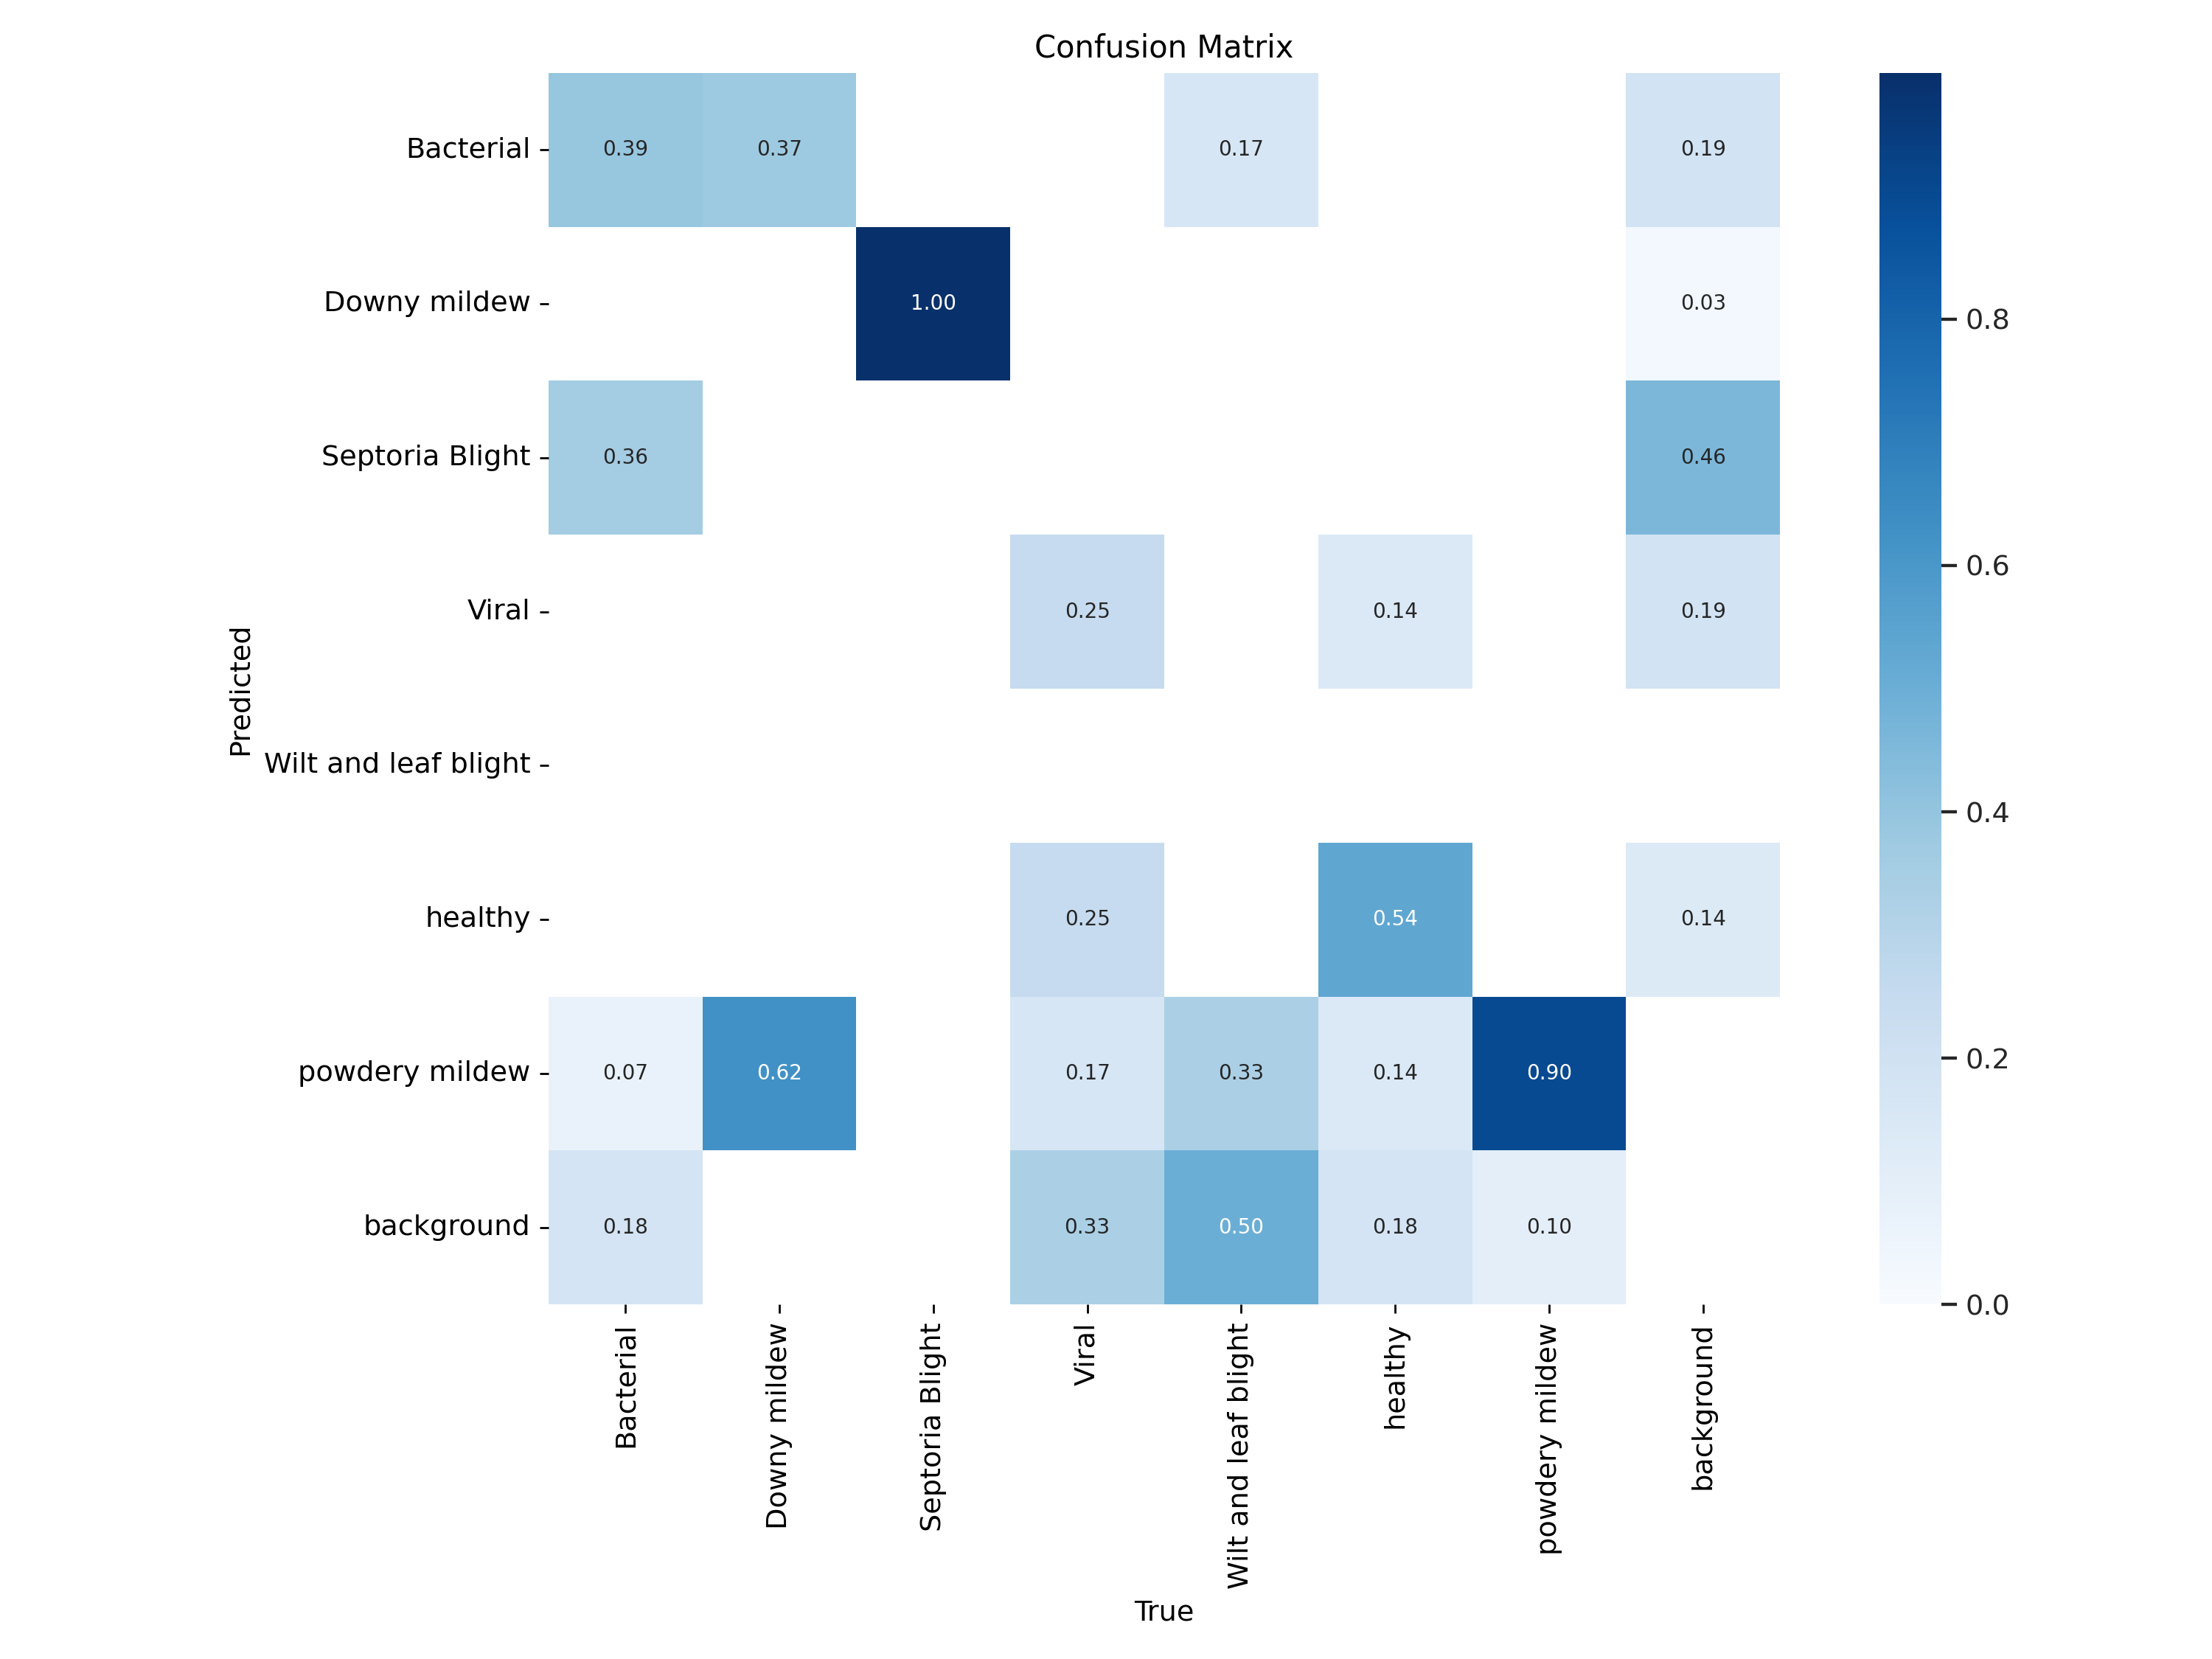 Confusion Matrix
Bacterial 0.39 0.37 0.17 0.19
Downy mildew 1.00 0.03
0.8
Septoria Blight 0.36 0.46
0.6
Viral 0.25 0.14 0.19
Predicted
Wilt and leaf blight
0.4
healthy 0.25 0.54 0.14
powdery mildew 0.07 0.62 0.17 0.33 0.14 0.90
0.2
background 0.18 0.33 0.50 0.18 0.10
0.0
Bacterial
Downy mildew
Septoria Blight
Viral
Wilt and leaf blight
healthy
powdery mildew
background
True